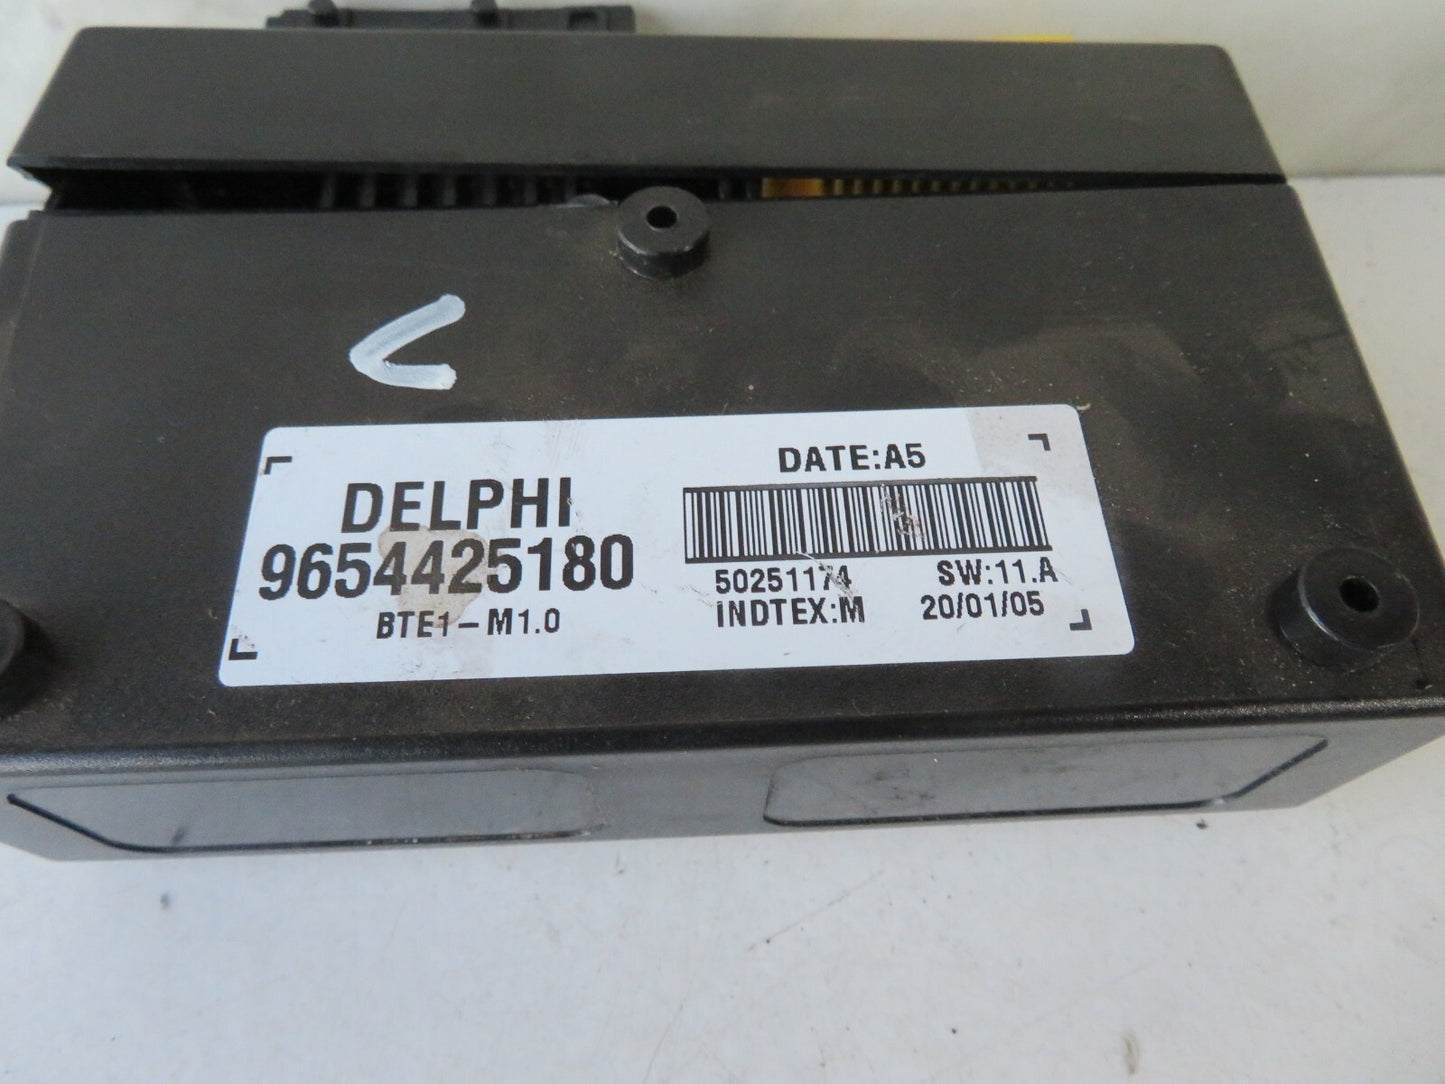 DELPHI
9654425180
BTE1-M1.0
DATE:A5
50251174 SW:11.A
INDTEX:M 20/01/05